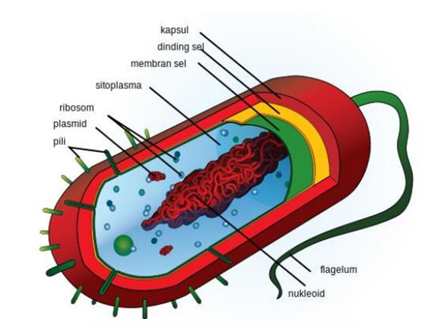 kapsul
dinding sel
membran sel
sitoplasma
ribosom
plasmid
pili
flagelum
nukleoid